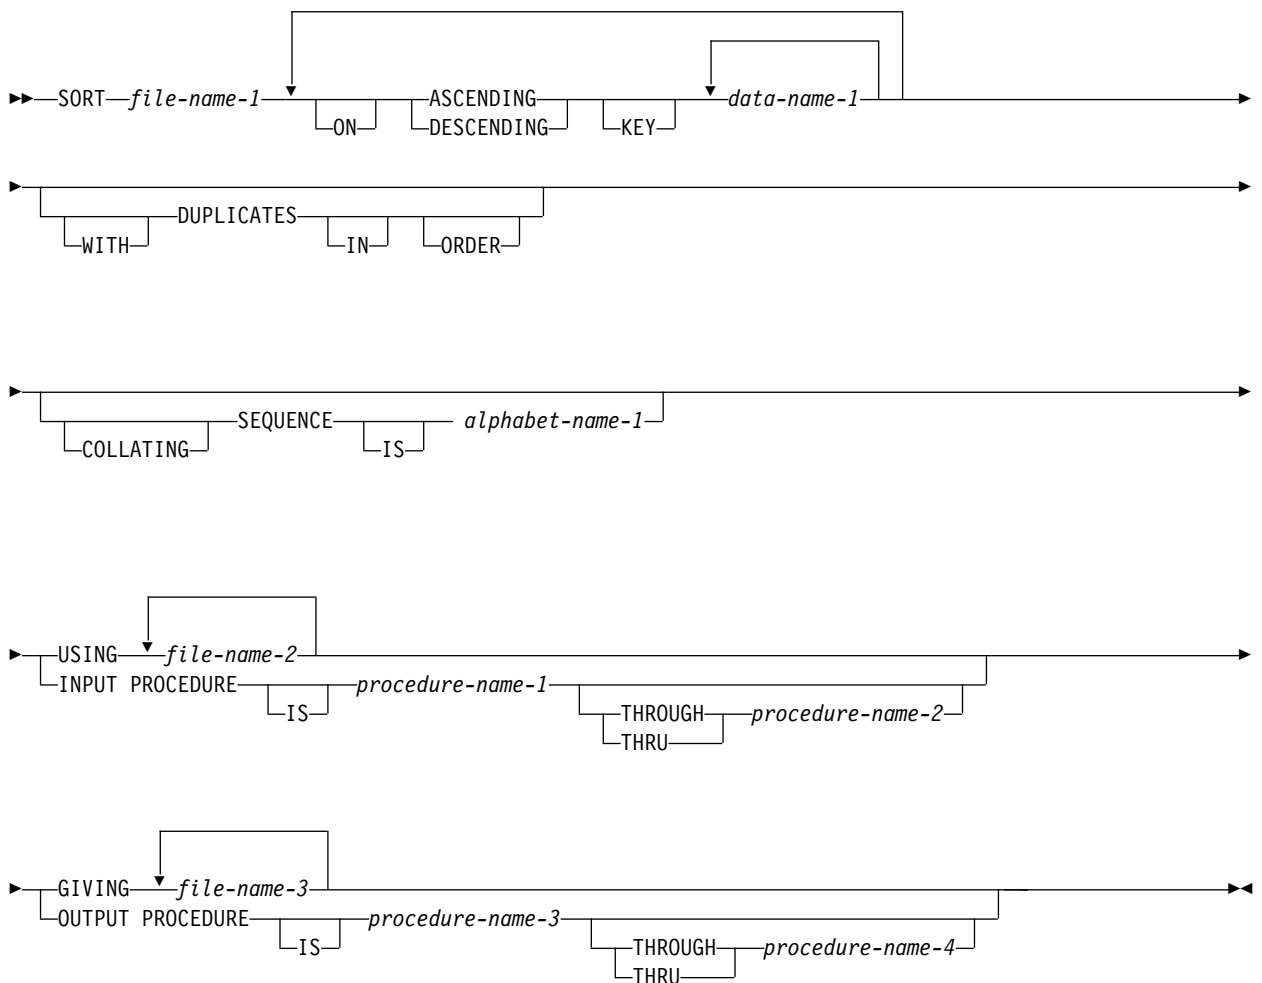 SORT file-name-1 ASCENDING data-name-1
ON DESCENDING KEY
DUPLICATES
WITH IN ORDER
SEQUENCE alphabet-name-1
COLLATING IS
USING file-name-2
INPUT PROCEDURE procedure-name-1
IS THROUGH procedure-name-2
THRU
GIVING file-name-3
OUTPUT PROCEDURE procedure-name-3
IS THROUGH procedure-name-4
THRU